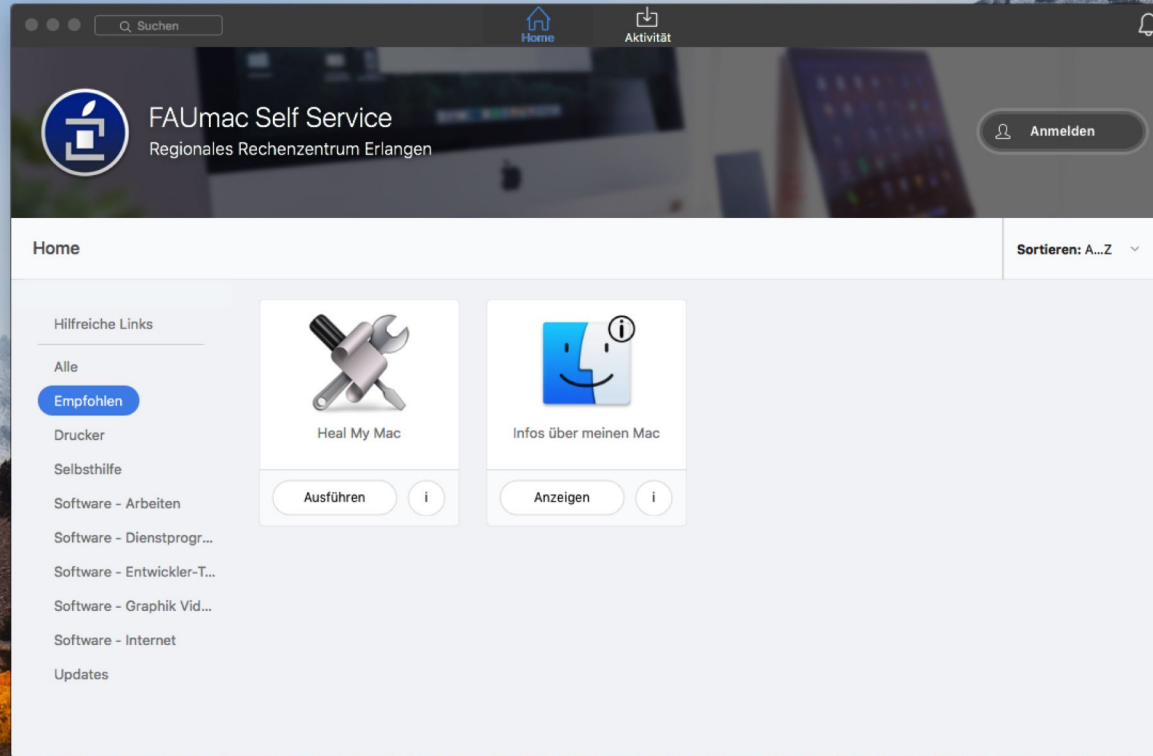 Suchen
Home
Aktivität
FAUmac Self Service
Regionales Rechenzentrum Erlangen
Anmelden
Home
Sortieren: A...Z
Hilfreiche Links
Alle
Empfohlen
Drucker
Selbsthilfe
Software - Arbeiten
Software - Dienstprogr...
Software - Entwickler-T...
Software - Graphik Vid...
Software - Internet
Updates
Heal My Mac
Ausführen
i
i
Infos über meinen Mac
Anzeigen
i